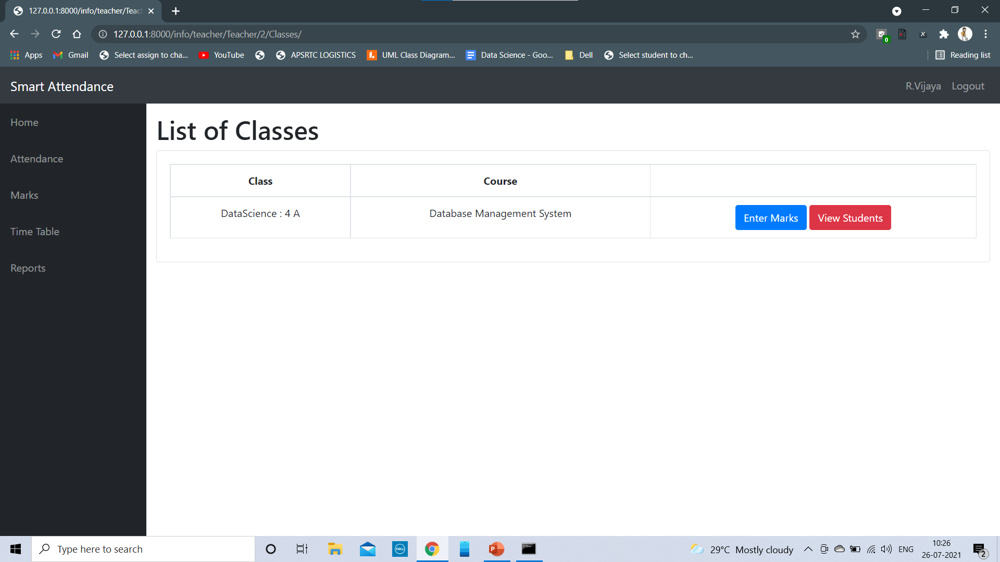 127.0.0.1:8000/info/teacher/Teac
127.0.0.1:8000/info/teacher/Teacher/2/Classes/
0
Apps Gmail Select assign to cha... YouTube APSRTC LOGISTICS UML Class Diagram... Data Science - Goo... Dell Select student to ch... Reading list
Smart Attendance R.Vijaya Logout
Home
Attendance
Marks
Time Table
Reports
List of Classes
Class Course
DataScience : 4 A Database Management System Enter Marks View Students
Type here to search
29°C Mostly cloudy ENG
10:26
26-07-2021
2